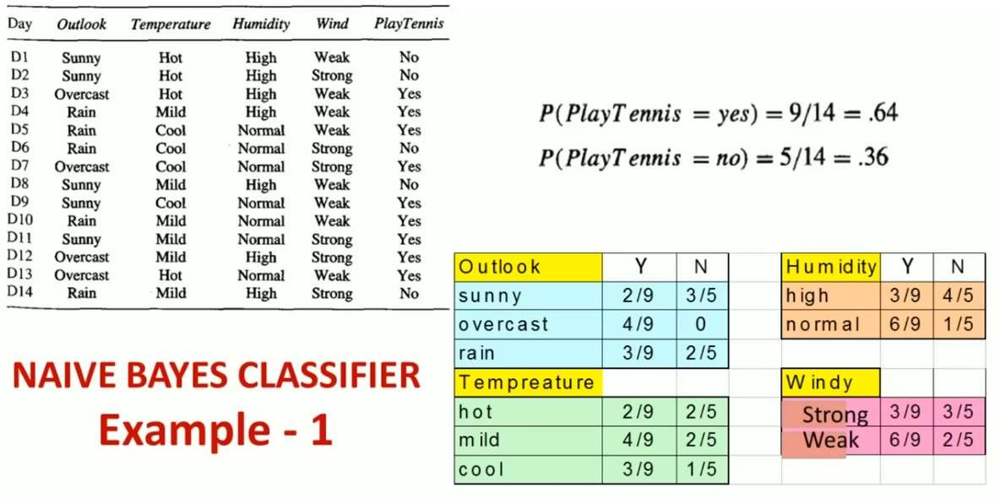 Day Outlook Temperature Humidity Wind PlayTennis
D1 Sunny Hot High Weak No
D2 Sunny Hot High Strong No
D3 Overcast Hot High Weak Yes
D4 Rain Mild High Weak Yes
D5 Rain Cool Normal Weak Yes
D6 Rain Cool Normal Strong No
D7 Overcast Cool Normal Strong Yes
D8 Sunny Mild High Weak No
D9 Sunny Cool Normal Weak Yes
D10 Rain Mild Normal Weak Yes
D11 Sunny Mild Normal Strong Yes
D12 Overcast Mild High Strong Yes
D13 Overcast Hot Normal Weak Yes
D14 Rain Mild High Strong No
P(PlayTennis = yes) = 9/14 = .64
P(PlayTennis = no) = 5/14 = .36
NAIVE BAYES CLASSIFIER
Example - 1
Outlook Y N
sunny 2/9 3/5
overcast 4/9 0
rain 3/9 2/5
Tempreature
hot 2/9 2/5
mild 4/9 2/5
cool 3/9 1/5
Humidity Y N
high 3/9 4/5
normal 6/9 1/5
Windy
Strong 3/9 3/5
Weak 6/9 2/5